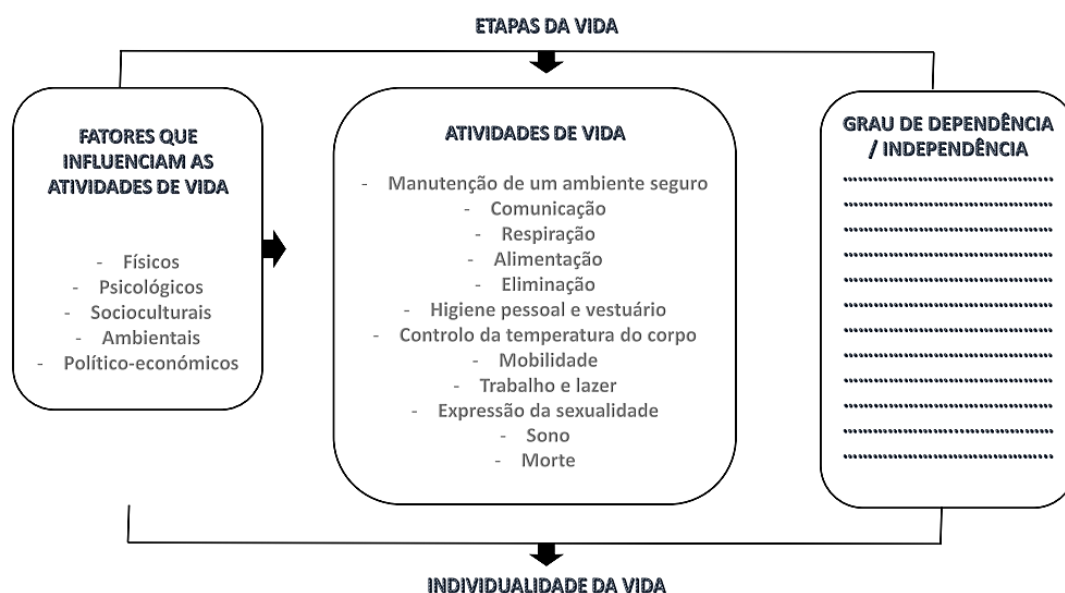 ETAPAS DA VIDA
FATORES QUE
INFLUENCIAM AS
ATIVIDADES DE VIDA
- Físicos
- Psicológicos
- Socioculturais
- Ambientais
- Político-económicos
ATIVIDADES DE VIDA
- Manutenção de um ambiente seguro
- Comunicação
- Respiração
- Alimentação
- Eliminação
- Higiene pessoal e vestuário
- Controlo da temperatura do corpo
- Mobilidade
- Trabalho e lazer
- Expressão da sexualidade
- Sono
- Morte
GRAU DE DEPENDÊNCIA
/ INDEPENDÊNCIA
INDIVIDUALIDADE DA VIDA